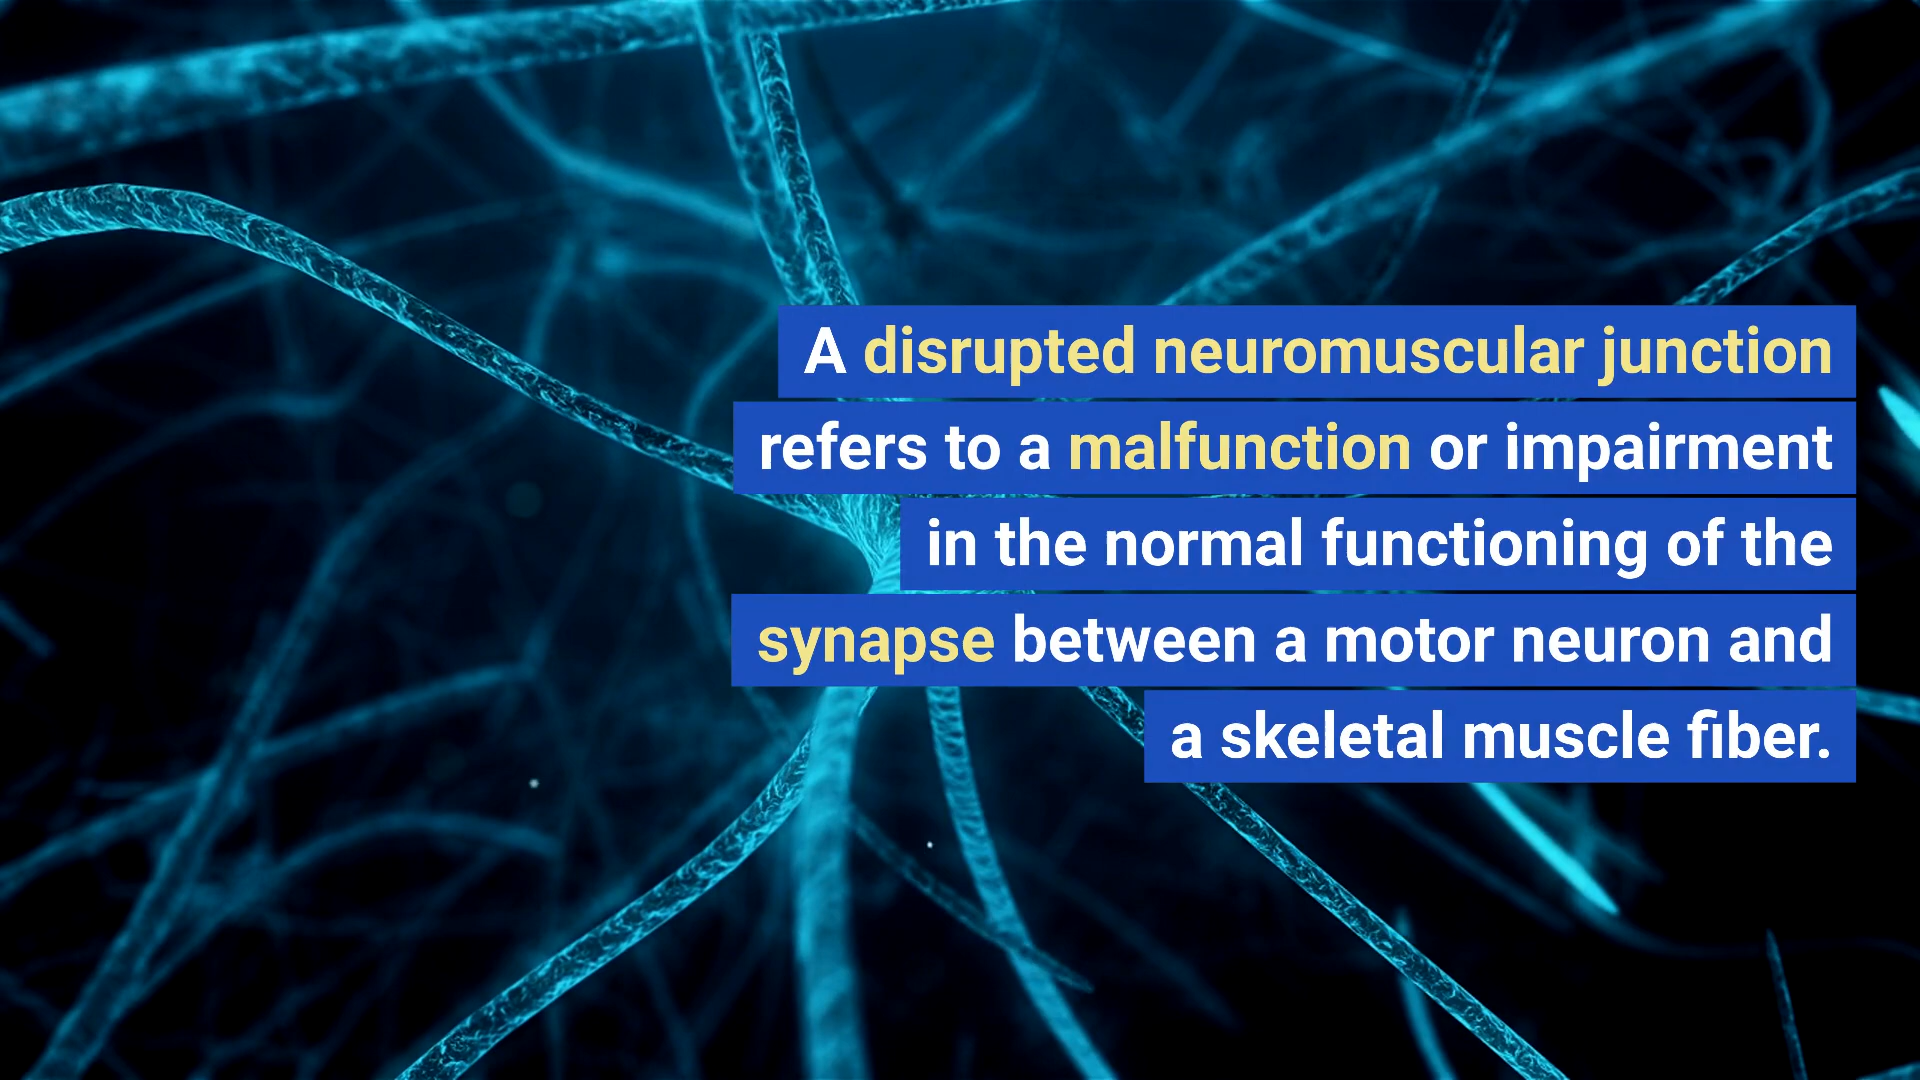 A disrupted neuromuscular junction
refers to a malfunction or impairment
in the normal functioning of the
synapse between a motor neuron and
a skeletal muscle fiber.